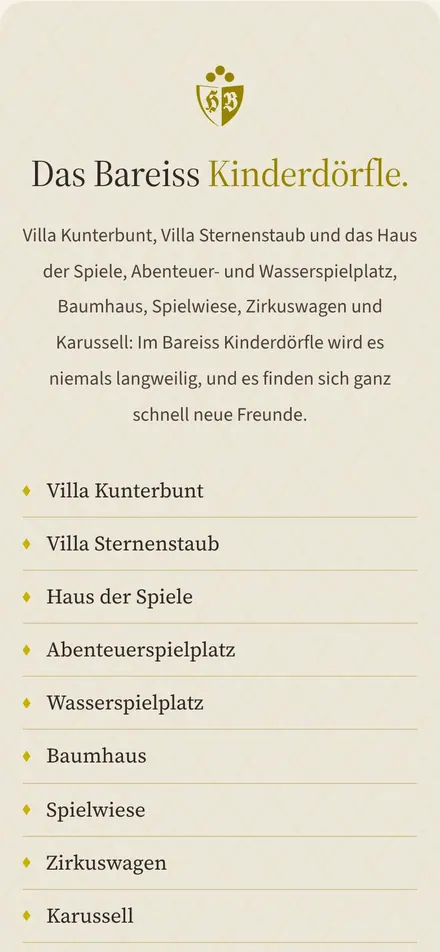 HB
Das Bareiss Kinderdörfle.
Villa Kunterbunt, Villa Sternenstaub und das Haus
der Spiele, Abenteuer- und Wasserspielplatz,
Baumhaus, Spielwiese, Zirkuswagen und
Karussell: Im Bareiss Kinderdörfle wird es
niemals langweilig, und es finden sich ganz
schnell neue Freunde.
Villa Kunterbunt
Villa Sternenstaub
Haus der Spiele
Abenteuerspielplatz
Wasserspielplatz
Baumhaus
Spielwiese
Zirkuswagen
Karussell